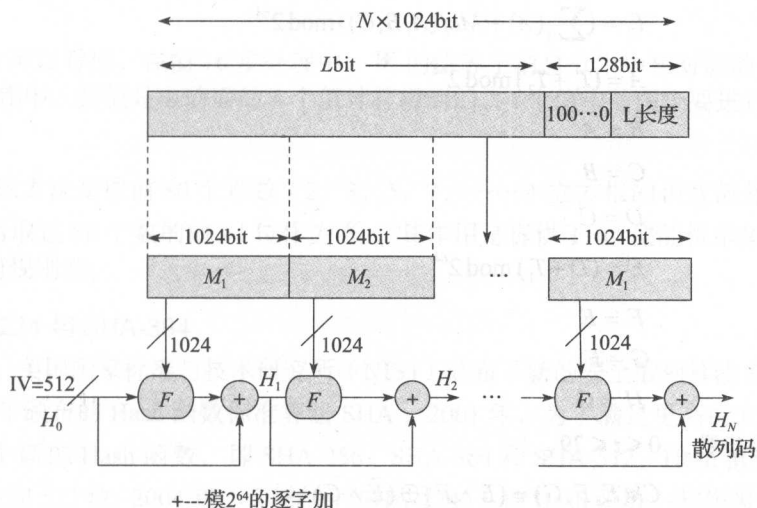 N×1024bit
Lbit 128bit
100…0 L长度
1024bit 1024bit 1024bit
M₁ M₂ … M₁
1024 1024 1024
IV=512
H₀ F + H₁ F + H₂ … F + H_N
散列码
+---模2⁶⁴的逐字加